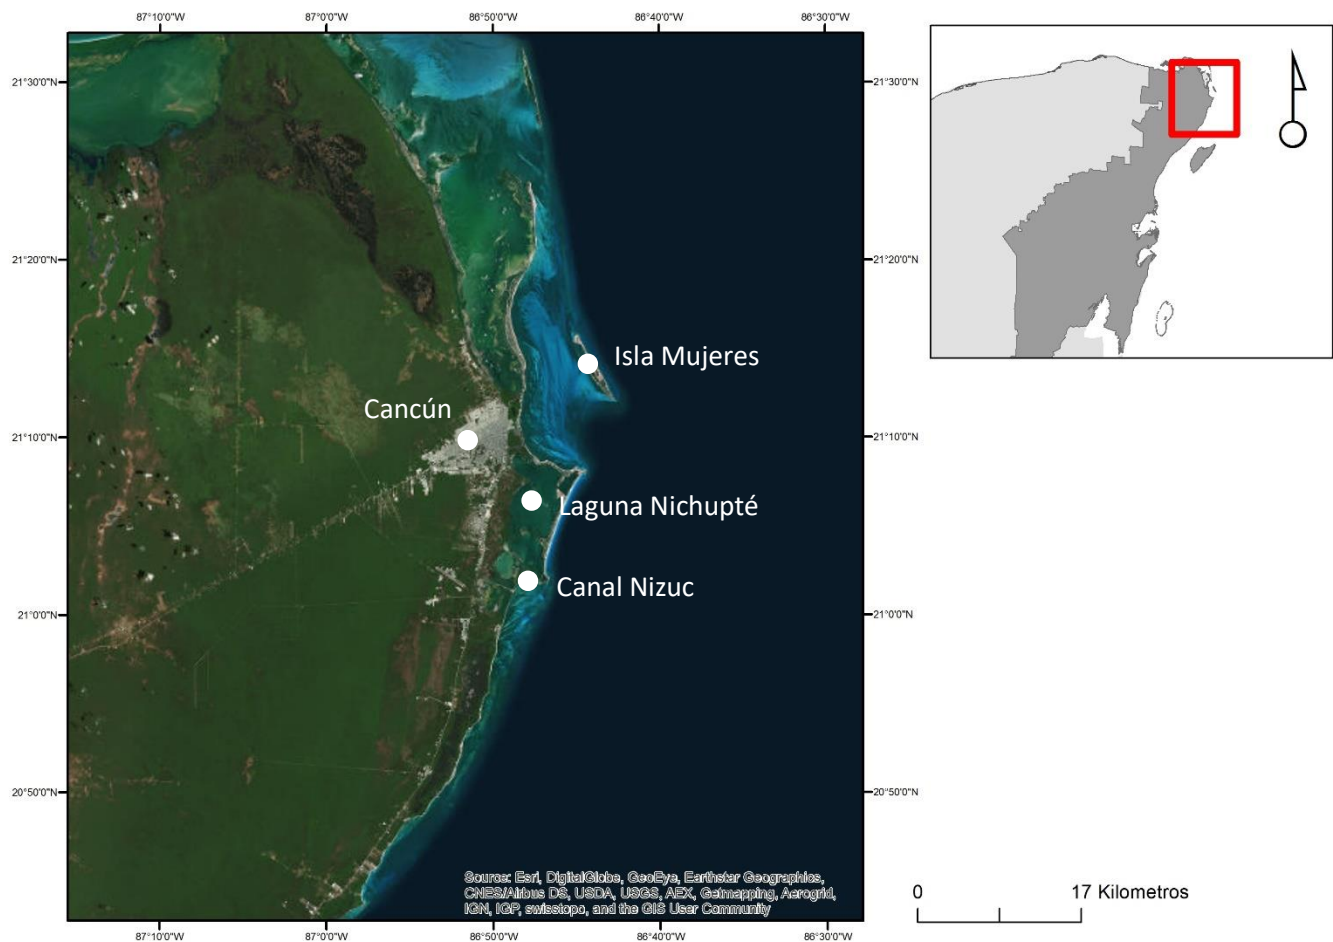 87°10'0"W 87°0'0"W 86°50'0"W 86°40'0"W 86°30'0"W
21°30'0"N 21°30'0"N 21°30'0"N
21°20'0"N 21°20'0"N
Isla Mujeres
Cancún
21°10'0"N 21°10'0"N
Laguna Nichupté
Canal Nizuc
21°0'0"N 21°0'0"N
20°50'0"N 20°50'0"N
Source: Esri, DigitalGlobe, GeoEye, Earthstar Geographics,
CNES/Airbus DS, USDA, USGS, AEX, Getmapping, Aerogrid,
IGN, IGP, swisstopo, and the GIS User Community
0 17 Kilometros
87°10'0"W 87°0'0"W 86°50'0"W 86°40'0"W 86°30'0"W